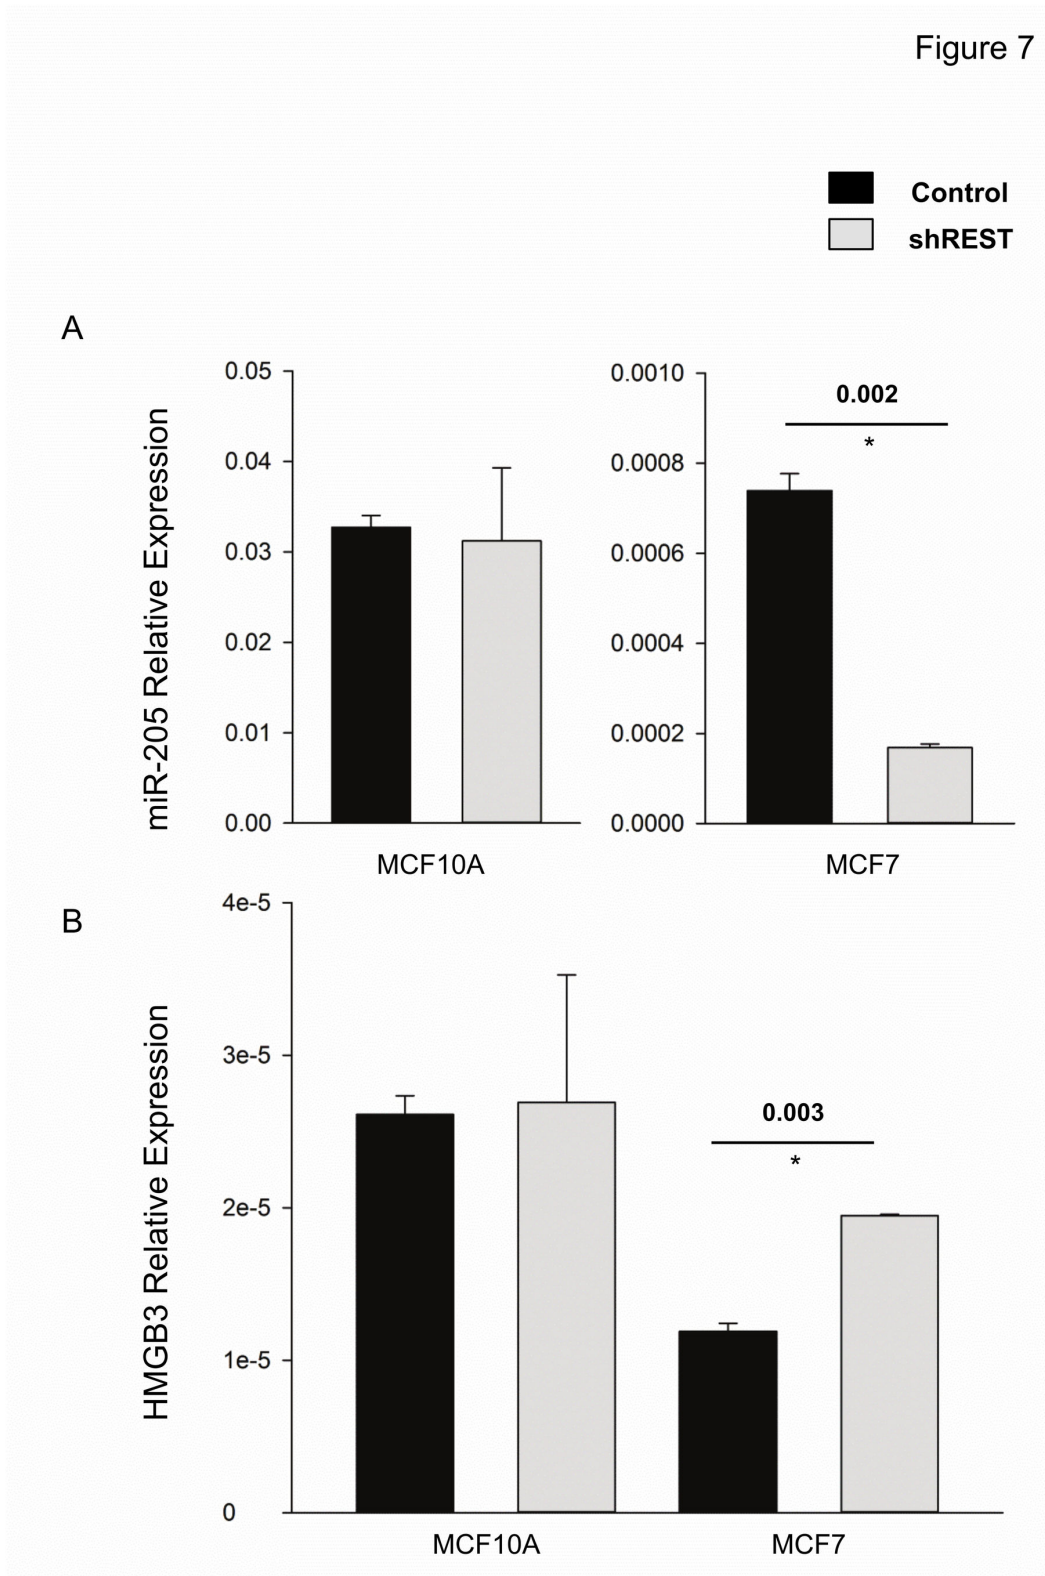 Figure 7
Control
shREST
A
miR-205 Relative Expression
0.05
0.04
0.03
0.02
0.01
0.00
MCF10A
0.0010
0.0008
0.0006
0.0004
0.0002
0.0000
0.002
*
MCF7
B
HMGB3 Relative Expression
4e-5
3e-5
2e-5
1e-5
0
0.003
*
MCF10A
MCF7